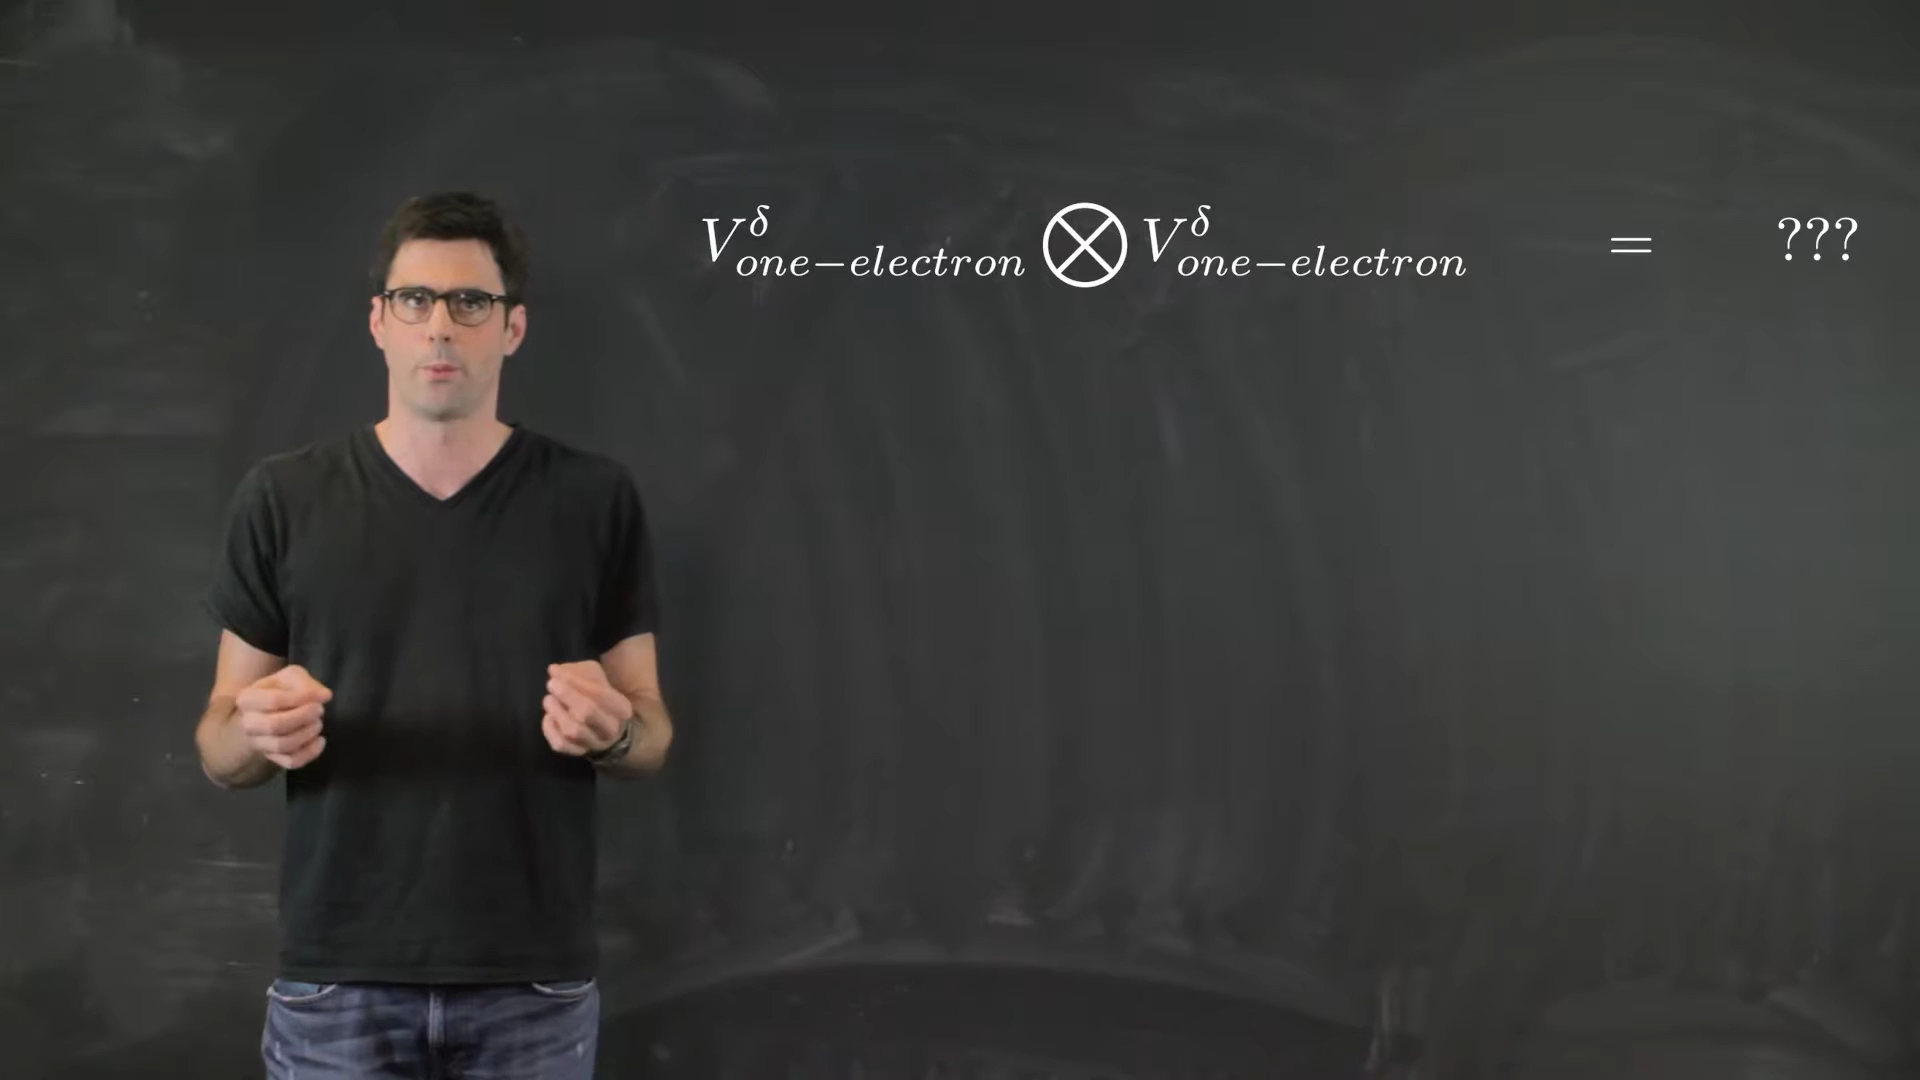 V^δ_{one−electron} ⊗ V^δ_{one−electron} = ???